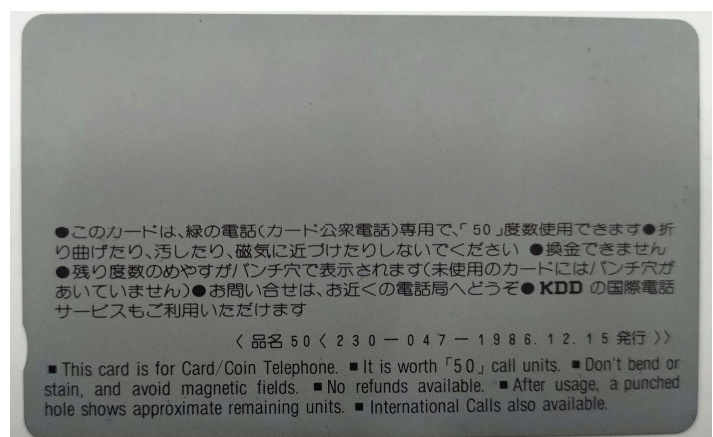 ●このカードは、緑の電話(カード公衆電話)専用で、「50」度数使用できます●折
り曲げたり、汚したり、磁気に近づけたりしないでください ●換金できません
●残り度数のめやすがパンチ穴で表示されます(未使用のカードにはパンチ穴が
あいていません)●お問い合せは、お近くの電話局へどうぞ● KDD の国際電話
サービスもご利用いただけます
〈 品名 50〈 230－047－1986.12.15 発行 〉〉
■ This card is for Card/Coin Telephone. ■ It is worth「50」call units. ■ Don't bend or
stain, and avoid magnetic fields. ■ No refunds available. ■ After usage, a punched
hole shows approximate remaining units. ■ International Calls also available.